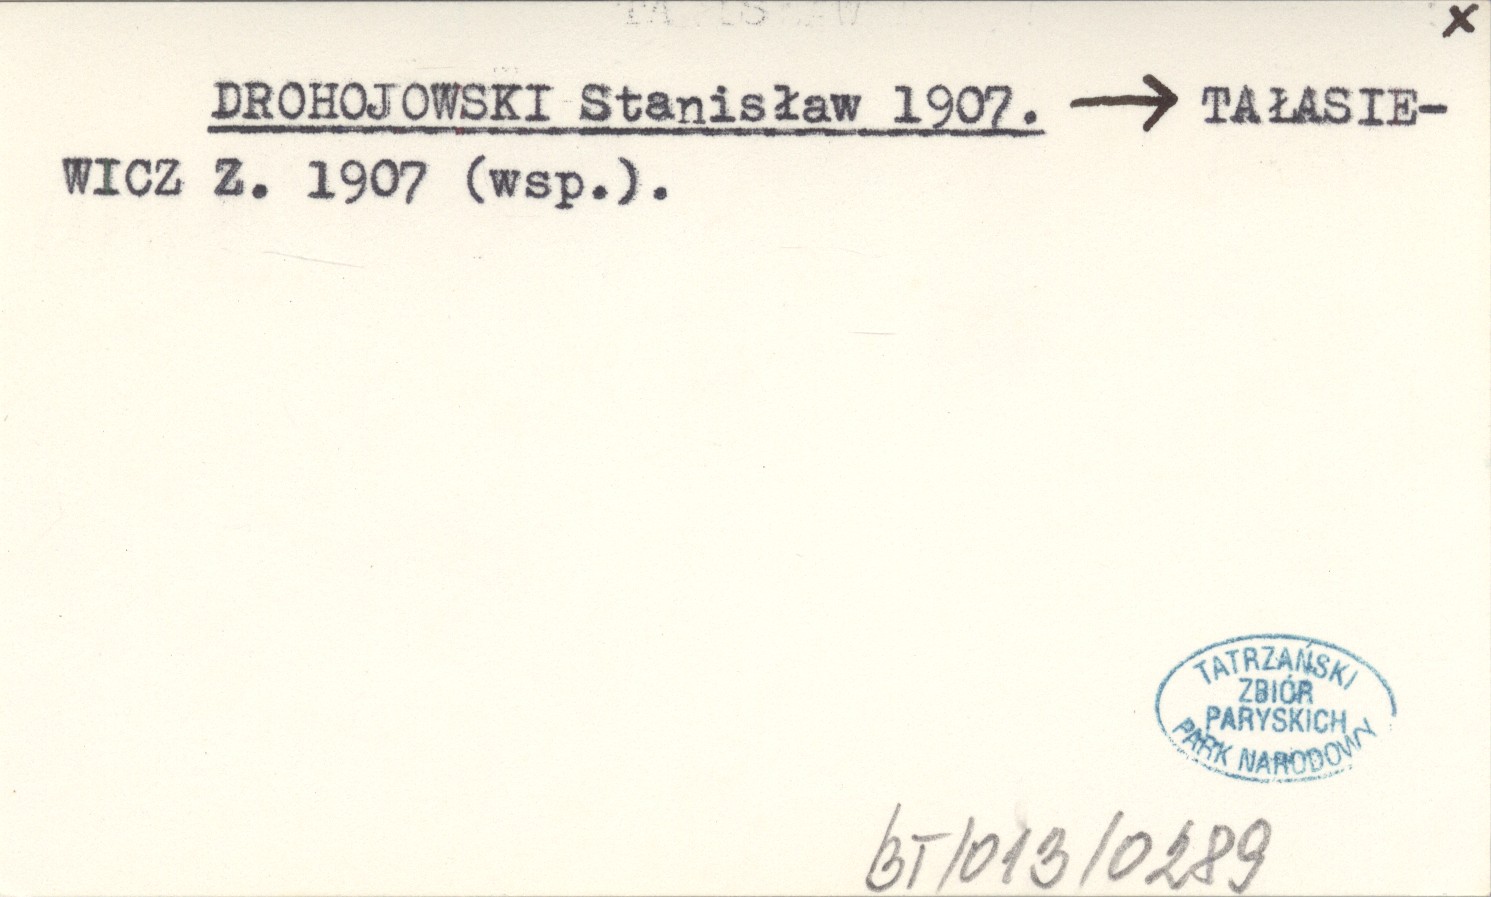 x
DROHOJOWSKI Stanisław 1907. → TAŁASIE-
WICZ Z. 1907 (wsp.).
TATRZAŃSKI
ZBIÓR
PARYSKICH
PARK NARODOWY
BT/013/0289